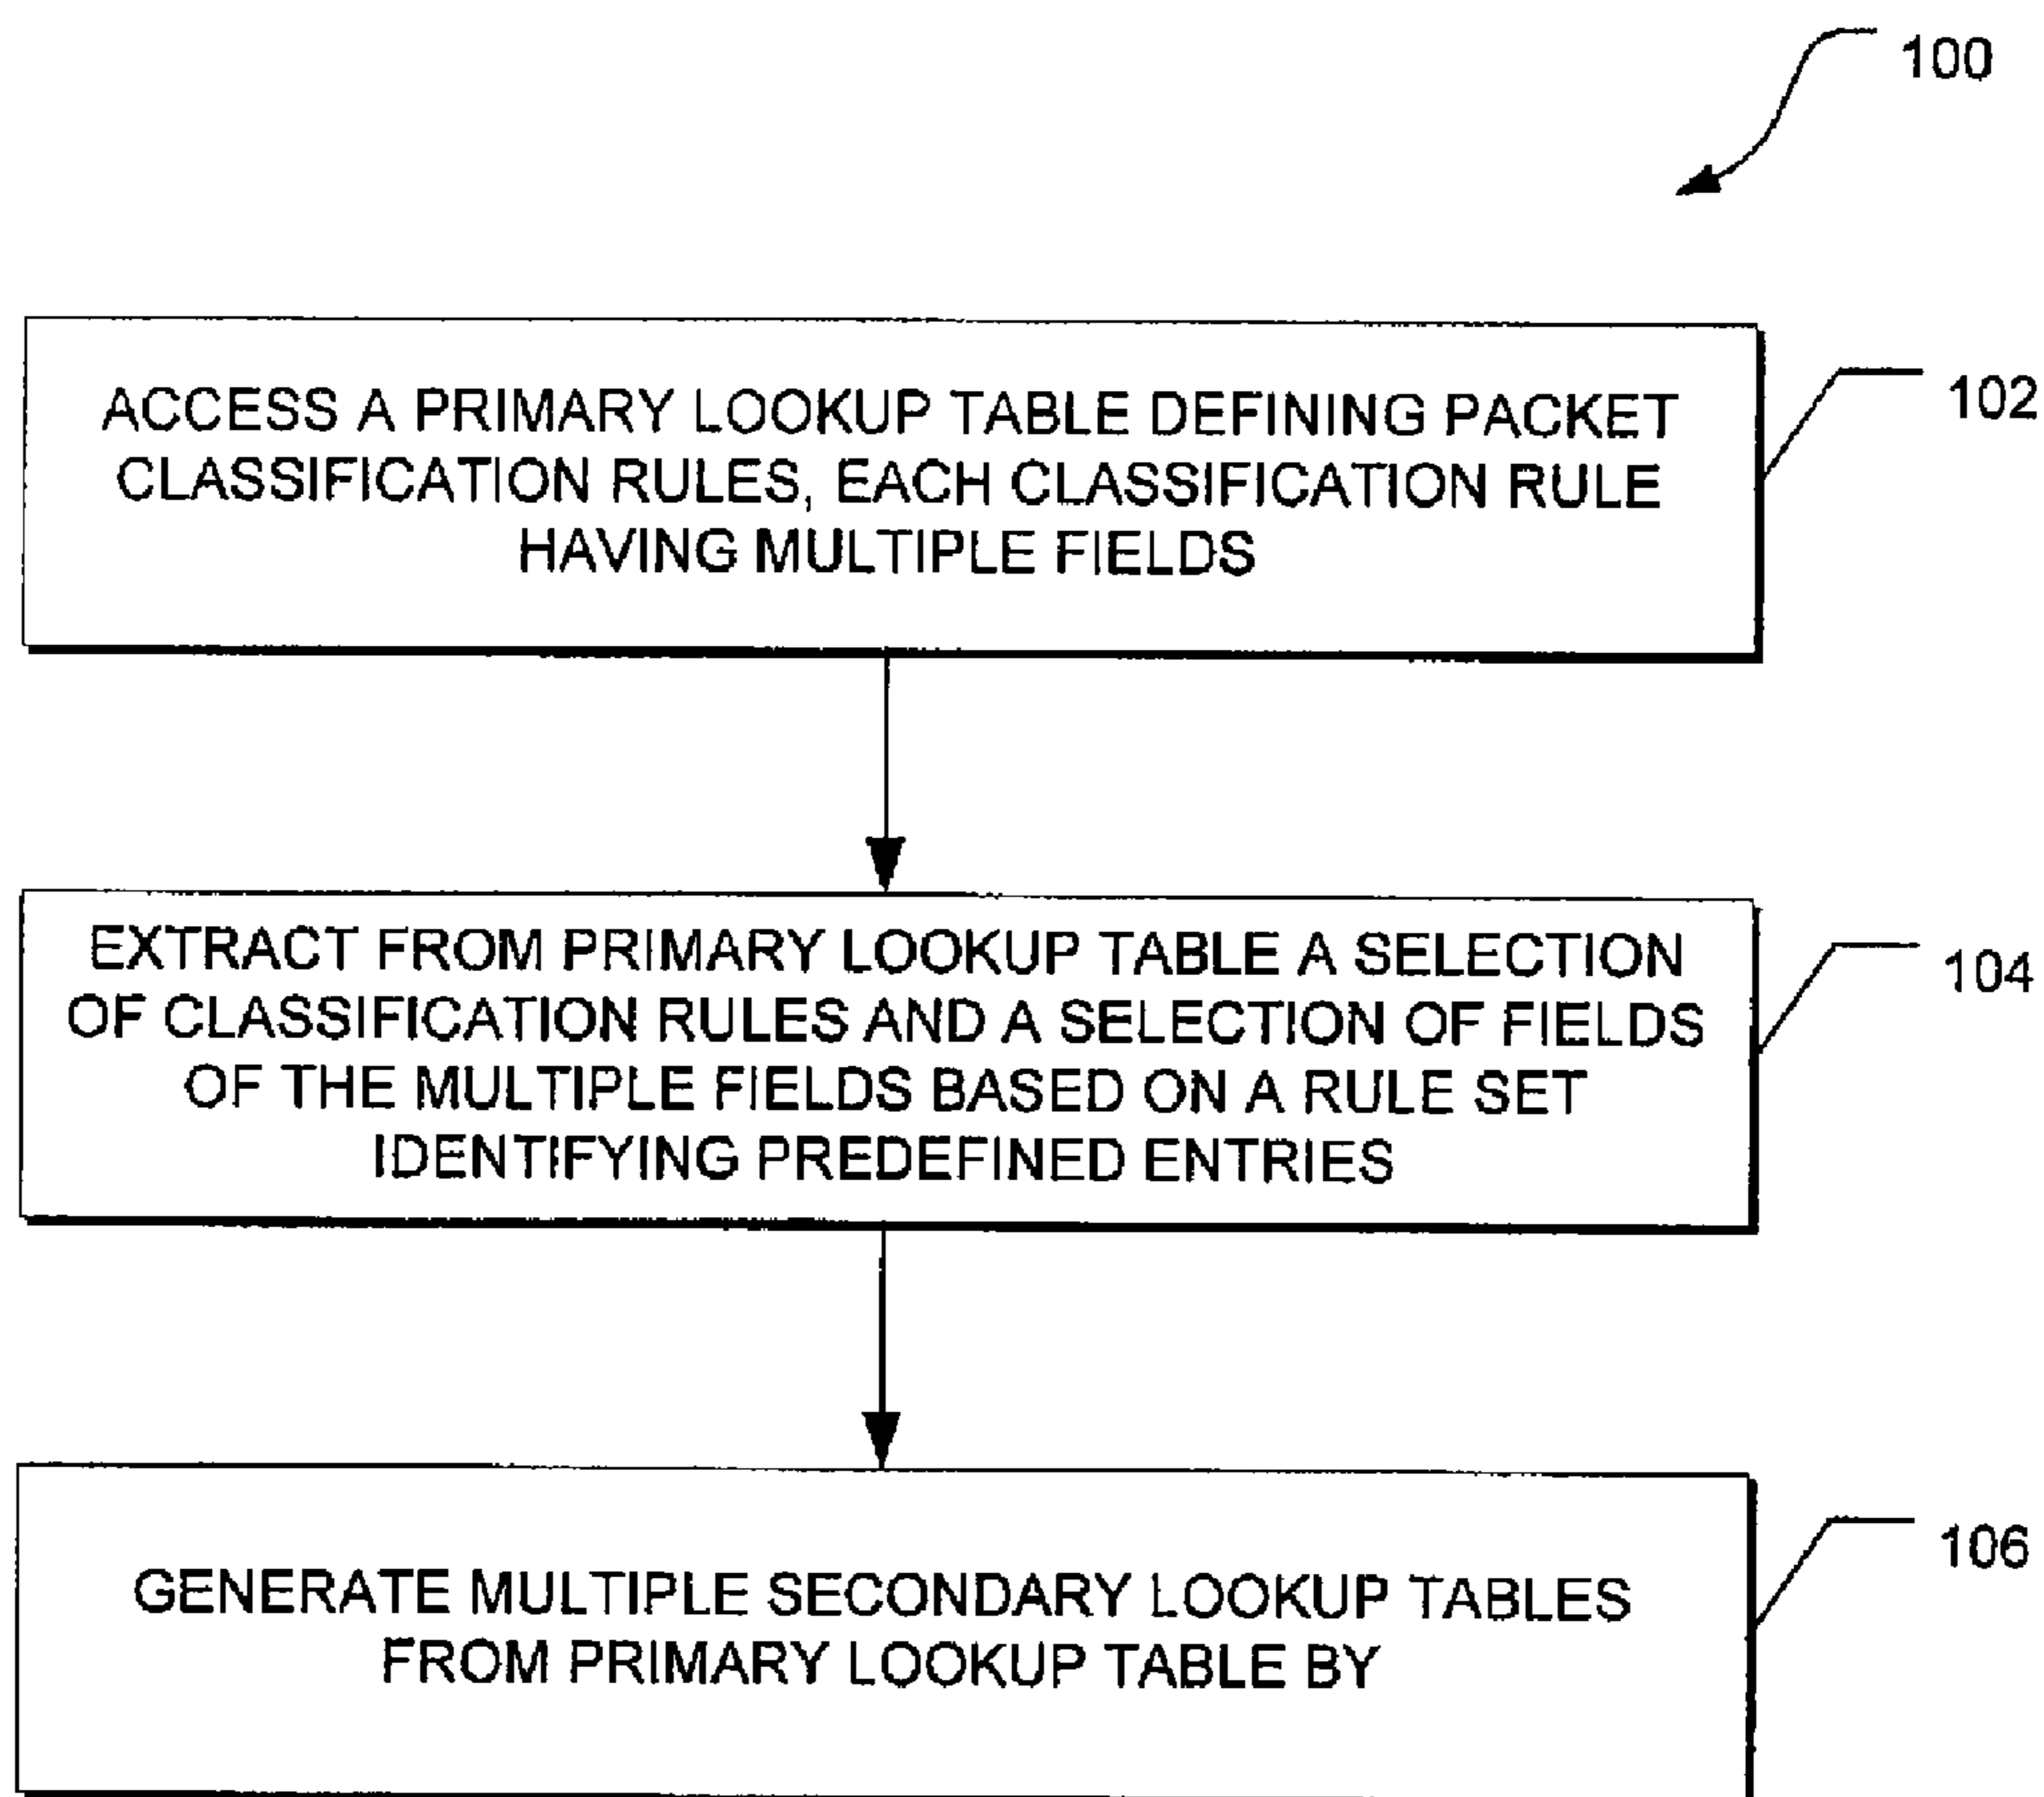 100
ACCESS A PRIMARY LOOKUP TABLE DEFINING PACKET
CLASSIFICATION RULES, EACH CLASSIFICATION RULE
HAVING MULTIPLE FIELDS
102
EXTRACT FROM PRIMARY LOOKUP TABLE A SELECTION
OF CLASSIFICATION RULES AND A SELECTION OF FIELDS
OF THE MULTIPLE FIELDS BASED ON A RULE SET
IDENTIFYING PREDEFINED ENTRIES
104
GENERATE MULTIPLE SECONDARY LOOKUP TABLES
FROM PRIMARY LOOKUP TABLE BY
106